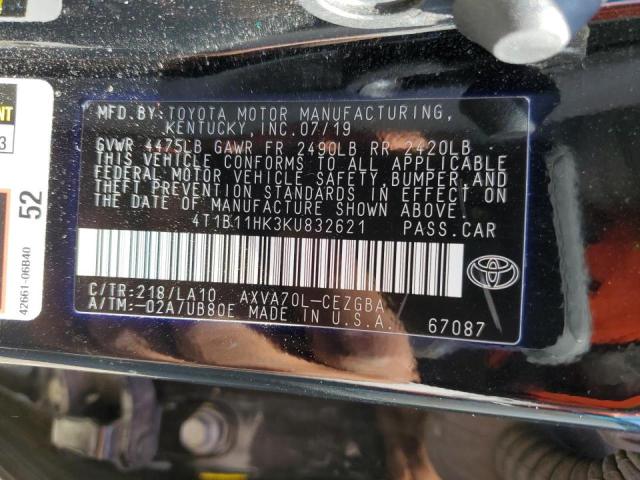 MFD. BY: TOYOTA MOTOR MANUFACTURING,
KENTUCKY, INC. 07/19
GVWR 4475LB GAWR FR 2490LB RR 2420LB
THIS VEHICLE CONFORMS TO ALL APPLICABLE
FEDERAL MOTOR VEHICLE SAFETY, BUMPER, AND
THEFT PREVENTION STANDARDS IN EFFECT ON
THE DATE OF MANUFACTURE SHOWN ABOVE.
4T1B11HK3KU832621 PASS.CAR
C/TR:218/LA10 AXVA70L-CEZGBA
A/TM:-02A/UB80E MADE IN U.S.A.
67087
52
42661-06B40
3